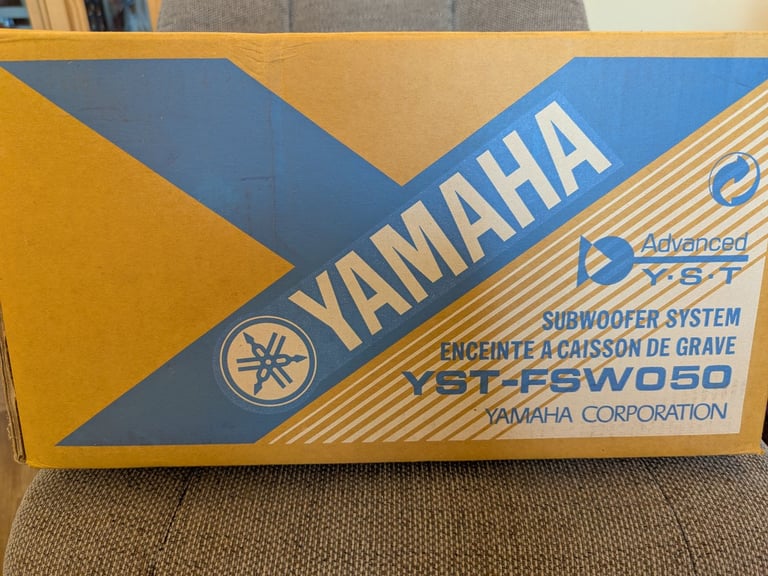 YAMAHA
Advanced
Y·S·T
SUBWOOFER SYSTEM
ENCEINTE A CAISSON DE GRAVE
YST-FSW050
YAMAHA CORPORATION